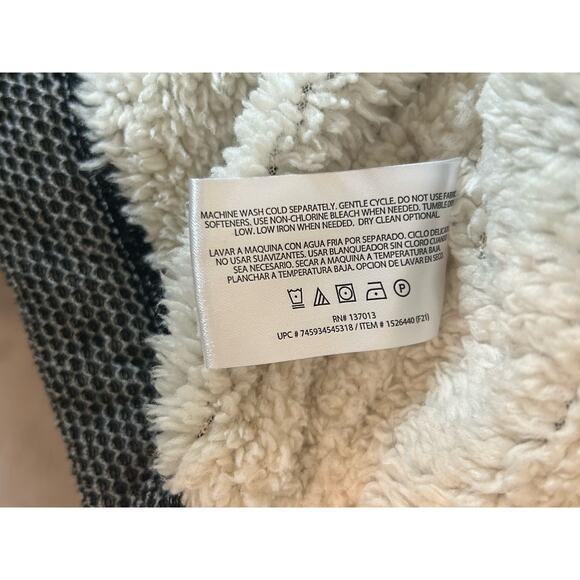 MACHINE WASH COLD SEPARATELY. GENTLE CYCLE. DO NOT USE FABRIC
SOFTENERS. USE NON-CHLORINE BLEACH WHEN NEEDED. TUMBLE DRY
LOW. LOW IRON WHEN NEEDED. DRY CLEAN OPTIONAL.
LAVAR A MAQUINA CON AGUA FRIA POR SEPARADO. CICLO DELICADO.
NO USAR SUAVIZANTES. USAR BLANQUEADOR SIN CLORO CUANDO
SEA NECESARIO. SECAR A MAQUINA A TEMPERATURA BAJA.
PLANCHAR A TEMPERATURA BAJA. OPCION DE LAVAR EN SECO.
P
RN# 137013
UPC # 745934545318 / ITEM # 1526440 (F21)